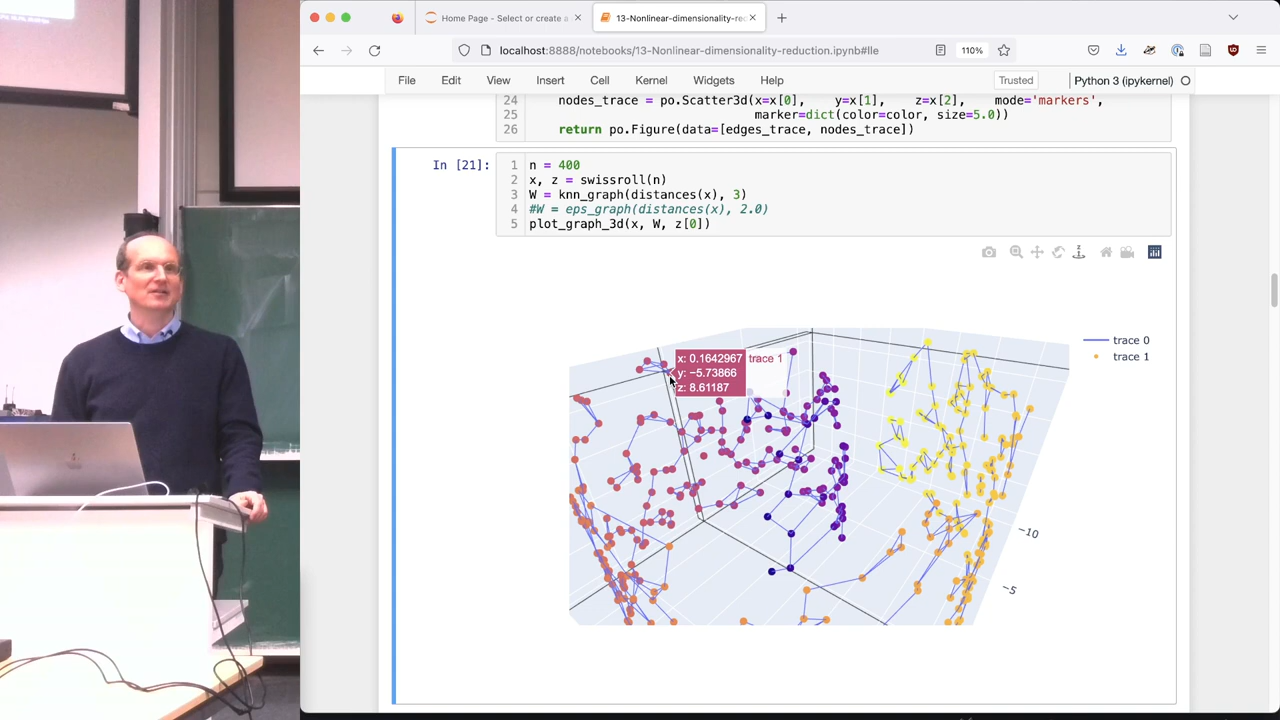 Home Page - Select or create a
13-Nonlinear-dimensionality-re
localhost:8888/notebooks/13-Nonlinear-dimensionality-reduction.ipynb#lle
110%
File Edit View Insert Cell Kernel Widgets Help
Trusted
Python 3 (ipykernel)
24 nodes_trace = po.Scatter3d(x=x[0], y=x[1], z=x[2], mode='markers',
25 marker=dict(color=color, size=5.0))
26 return po.Figure(data=[edges_trace, nodes_trace])
In [21]:
1 n = 400
2 x, z = swissroll(n)
3 W = knn_graph(distances(x), 3)
4 #W = eps_graph(distances(x), 2.0)
5 plot_graph_3d(x, W, z[0])
x: 0.1642967
y: −5.73866
z: 8.61187
trace 1
trace 0
trace 1
−10
−5